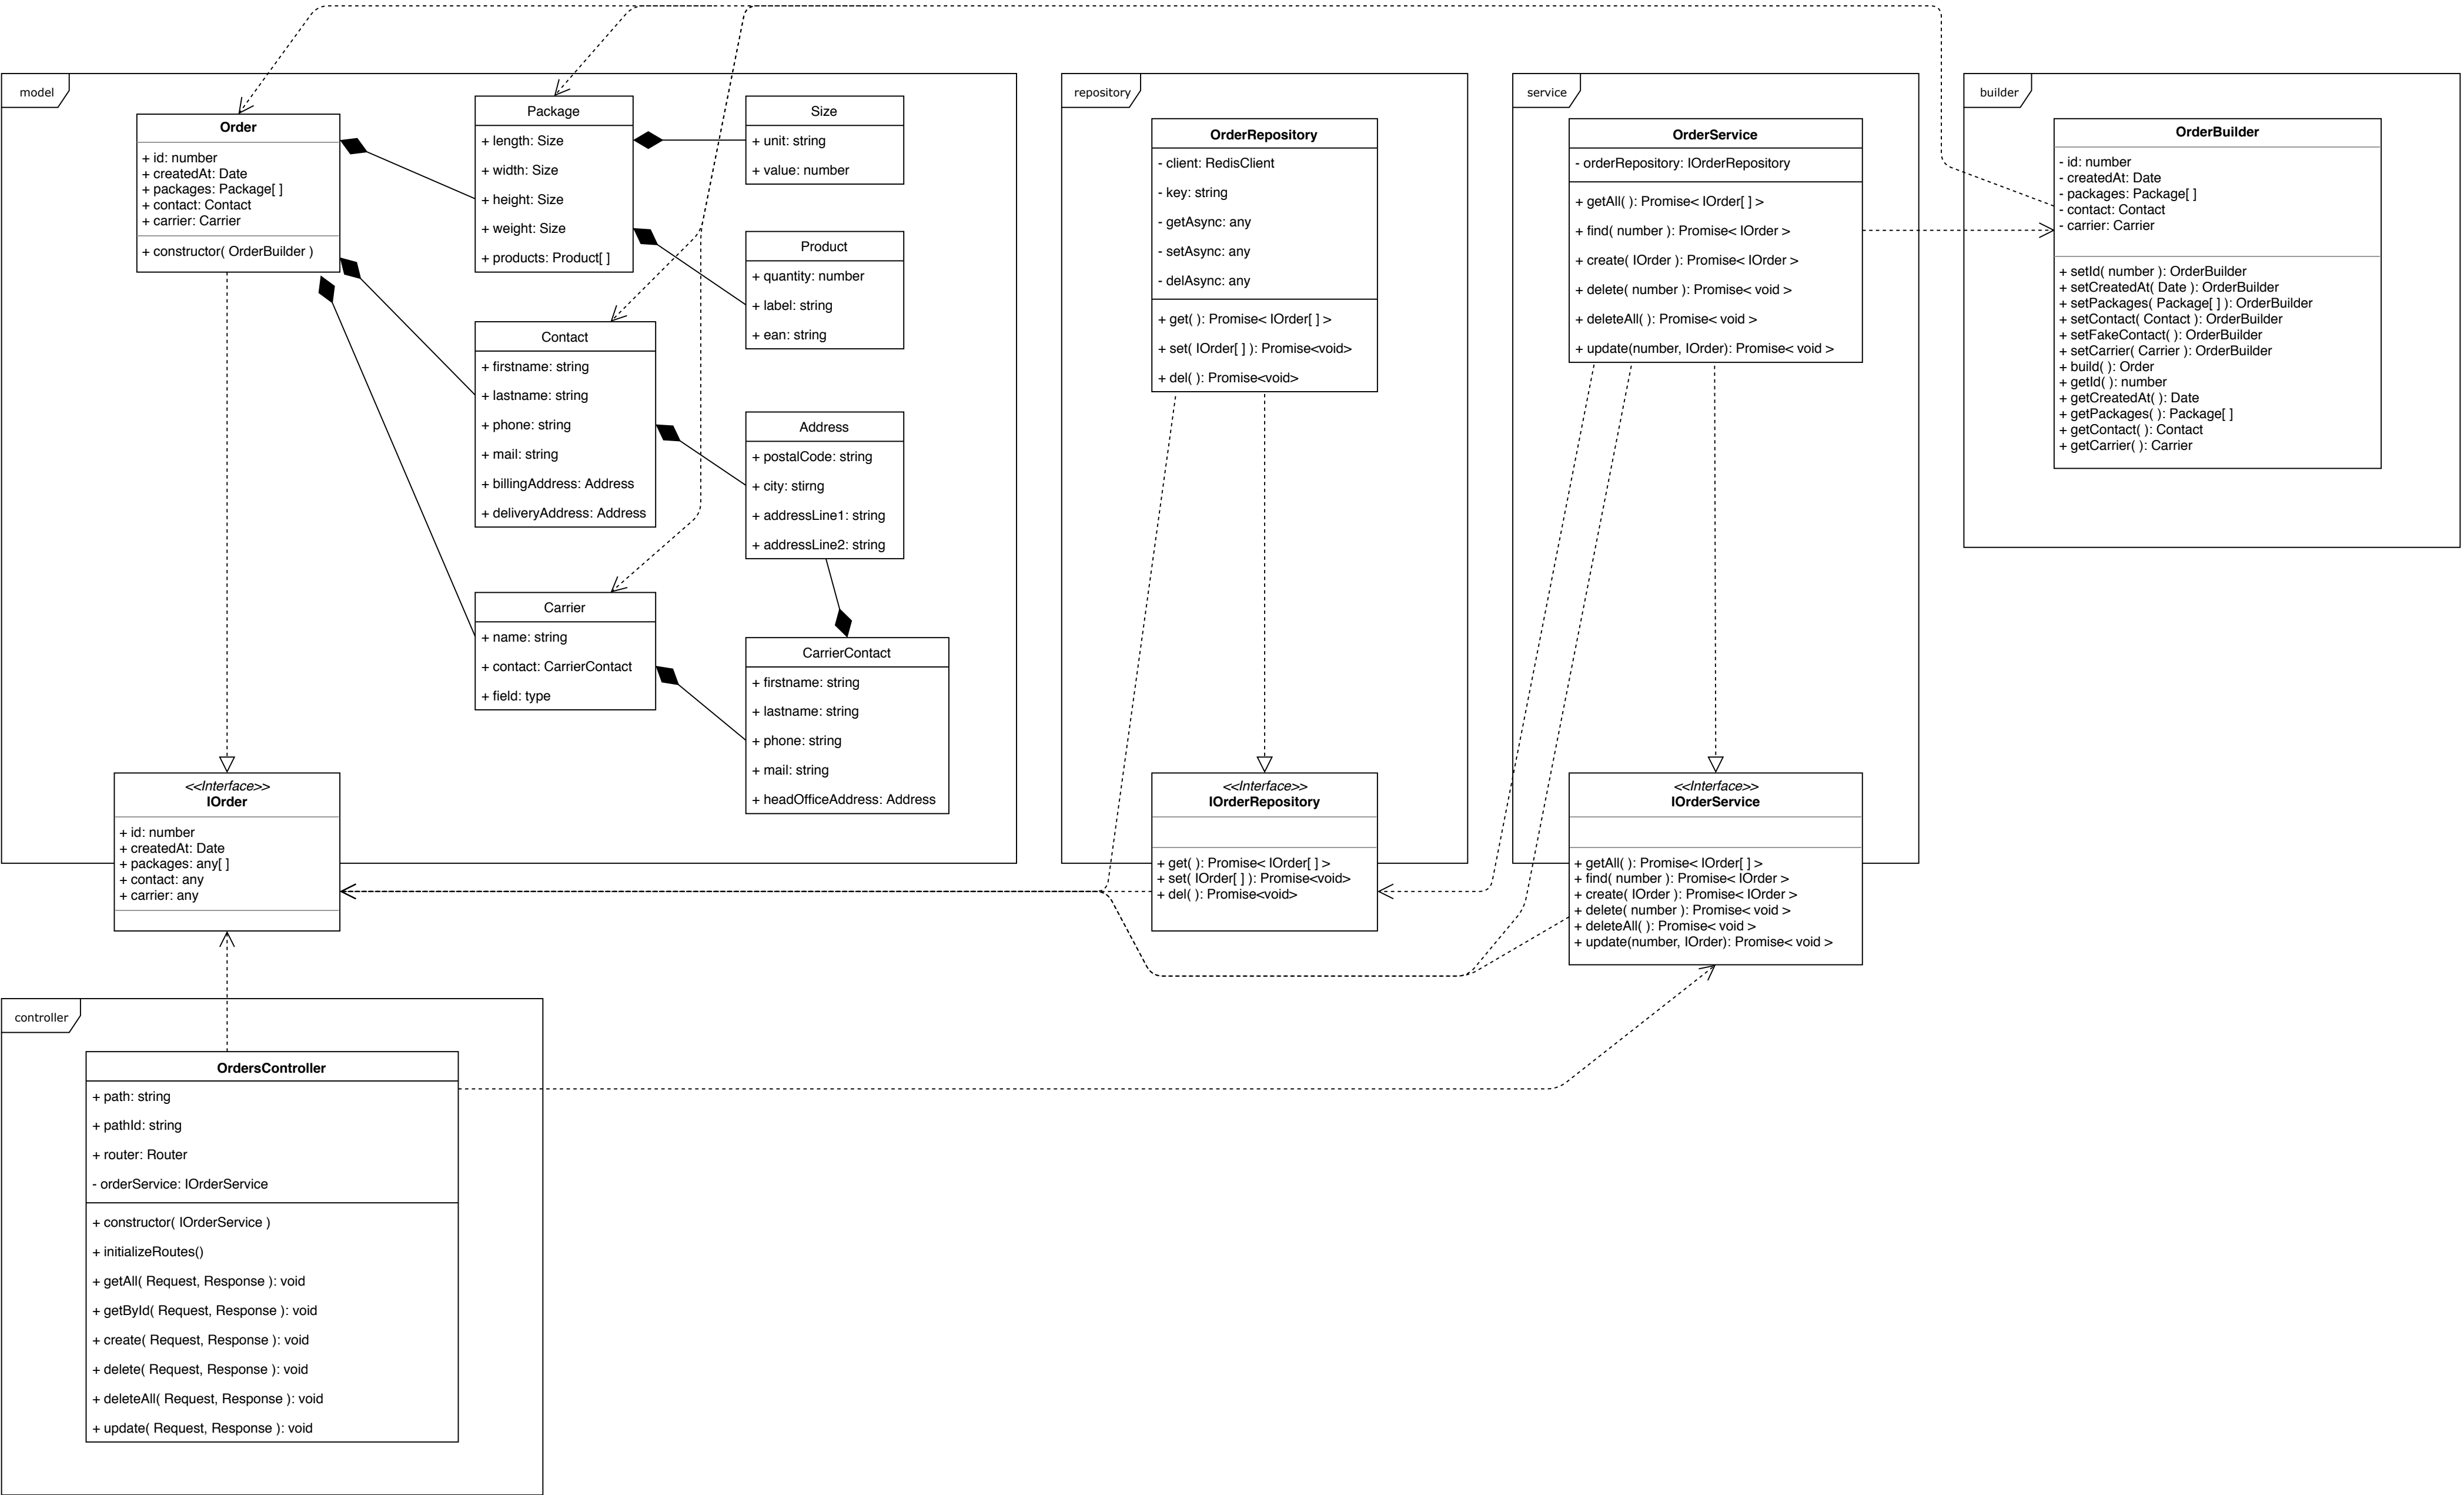 model
Order
+ id: number
+ createdAt: Date
+ packages: Package[ ]
+ contact: Contact
+ carrier: Carrier
+ constructor( OrderBuilder )
Package
+ length: Size
+ width: Size
+ height: Size
+ weight: Size
+ products: Product[ ]
Size
+ unit: string
+ value: number
Product
+ quantity: number
+ label: string
+ ean: string
Contact
+ firstname: string
+ lastname: string
+ phone: string
+ mail: string
+ billingAddress: Address
+ deliveryAddress: Address
Address
+ postalCode: string
+ city: stirng
+ addressLine1: string
+ addressLine2: string
Carrier
+ name: string
+ contact: CarrierContact
+ field: type
CarrierContact
+ firstname: string
+ lastname: string
+ phone: string
+ mail: string
+ headOfficeAddress: Address
<<Interface>>
IOrder
+ id: number
+ createdAt: Date
+ packages: any[ ]
+ contact: any
+ carrier: any
repository
OrderRepository
- client: RedisClient
- key: string
- getAsync: any
- setAsync: any
- delAsync: any
+ get( ): Promise< IOrder[ ] >
+ set( IOrder[ ] ): Promise<void>
+ del( ): Promise<void>
<<Interface>>
IOrderRepository
+ get( ): Promise< IOrder[ ] >
+ set( IOrder[ ] ): Promise<void>
+ del( ): Promise<void>
service
OrderService
- orderRepository: IOrderRepository
+ getAll( ): Promise< IOrder[ ] >
+ find( number ): Promise< IOrder >
+ create( IOrder ): Promise< IOrder >
+ delete( number ): Promise< void >
+ deleteAll( ): Promise< void >
+ update(number, IOrder): Promise< void >
<<Interface>>
IOrderService
+ getAll( ): Promise< IOrder[ ] >
+ find( number ): Promise< IOrder >
+ create( IOrder ): Promise< IOrder >
+ delete( number ): Promise< void >
+ deleteAll( ): Promise< void >
+ update(number, IOrder): Promise< void >
builder
OrderBuilder
- id: number
- createdAt: Date
- packages: Package[ ]
- contact: Contact
- carrier: Carrier
+ setId( number ): OrderBuilder
+ setCreatedAt( Date ): OrderBuilder
+ setPackages( Package[ ] ): OrderBuilder
+ setContact( Contact ): OrderBuilder
+ setFakeContact( ): OrderBuilder
+ setCarrier( Carrier ): OrderBuilder
+ build( ): Order
+ getId( ): number
+ getCreatedAt( ): Date
+ getPackages( ): Package[ ]
+ getContact( ): Contact
+ getCarrier( ): Carrier
controller
OrdersController
+ path: string
+ pathId: string
+ router: Router
- orderService: IOrderService
+ constructor( IOrderService )
+ initializeRoutes()
+ getAll( Request, Response ): void
+ getById( Request, Response ): void
+ create( Request, Response ): void
+ delete( Request, Response ): void
+ deleteAll( Request, Response ): void
+ update( Request, Response ): void